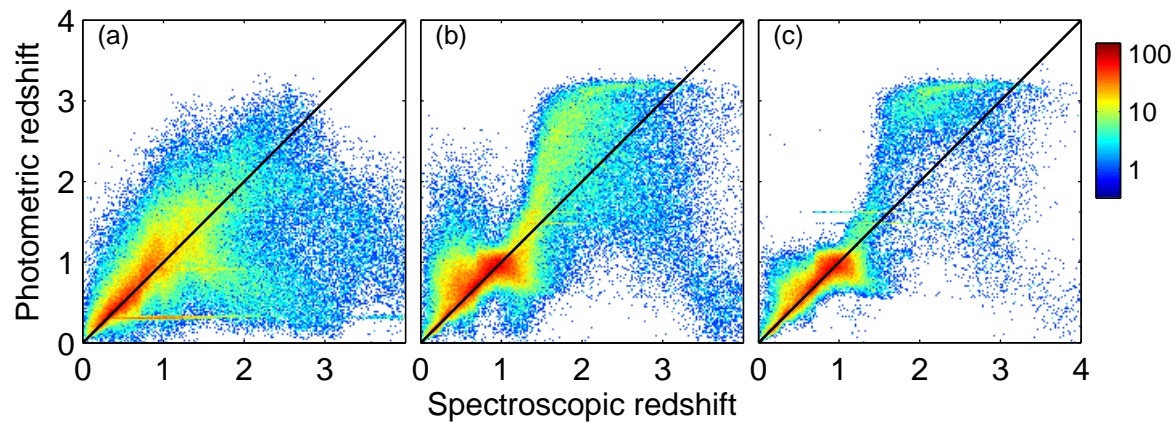 (a) (b) (c)
Photometric redshift
4
3
2
1
0
0 1 2 3
0 1 2 3
0 1 2 3 4
Spectroscopic redshift
100
10
1